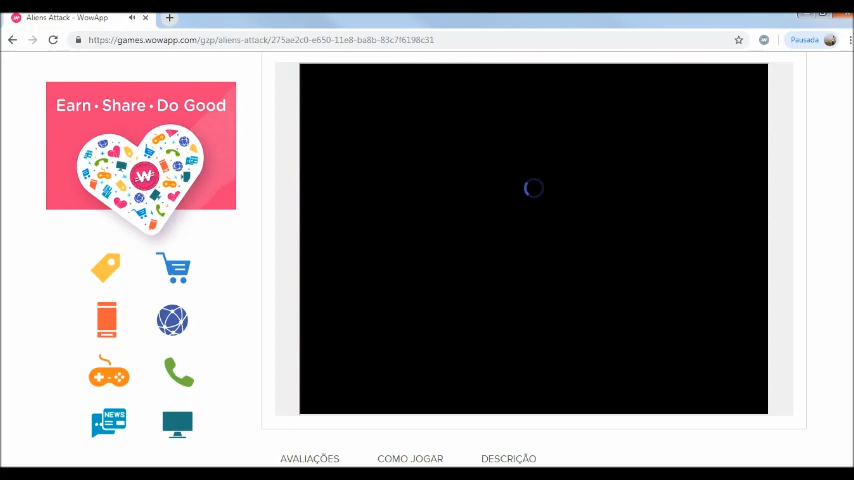 Aliens Attack - WowApp
https://games.wowapp.com/gzp/aliens-attack/275ae2c0-e650-11e8-ba8b-83c7f6198c31
Pausada
Earn • Share • Do Good
W
NEWS
AVALIAÇÕES COMO JOGAR DESCRIÇÃO